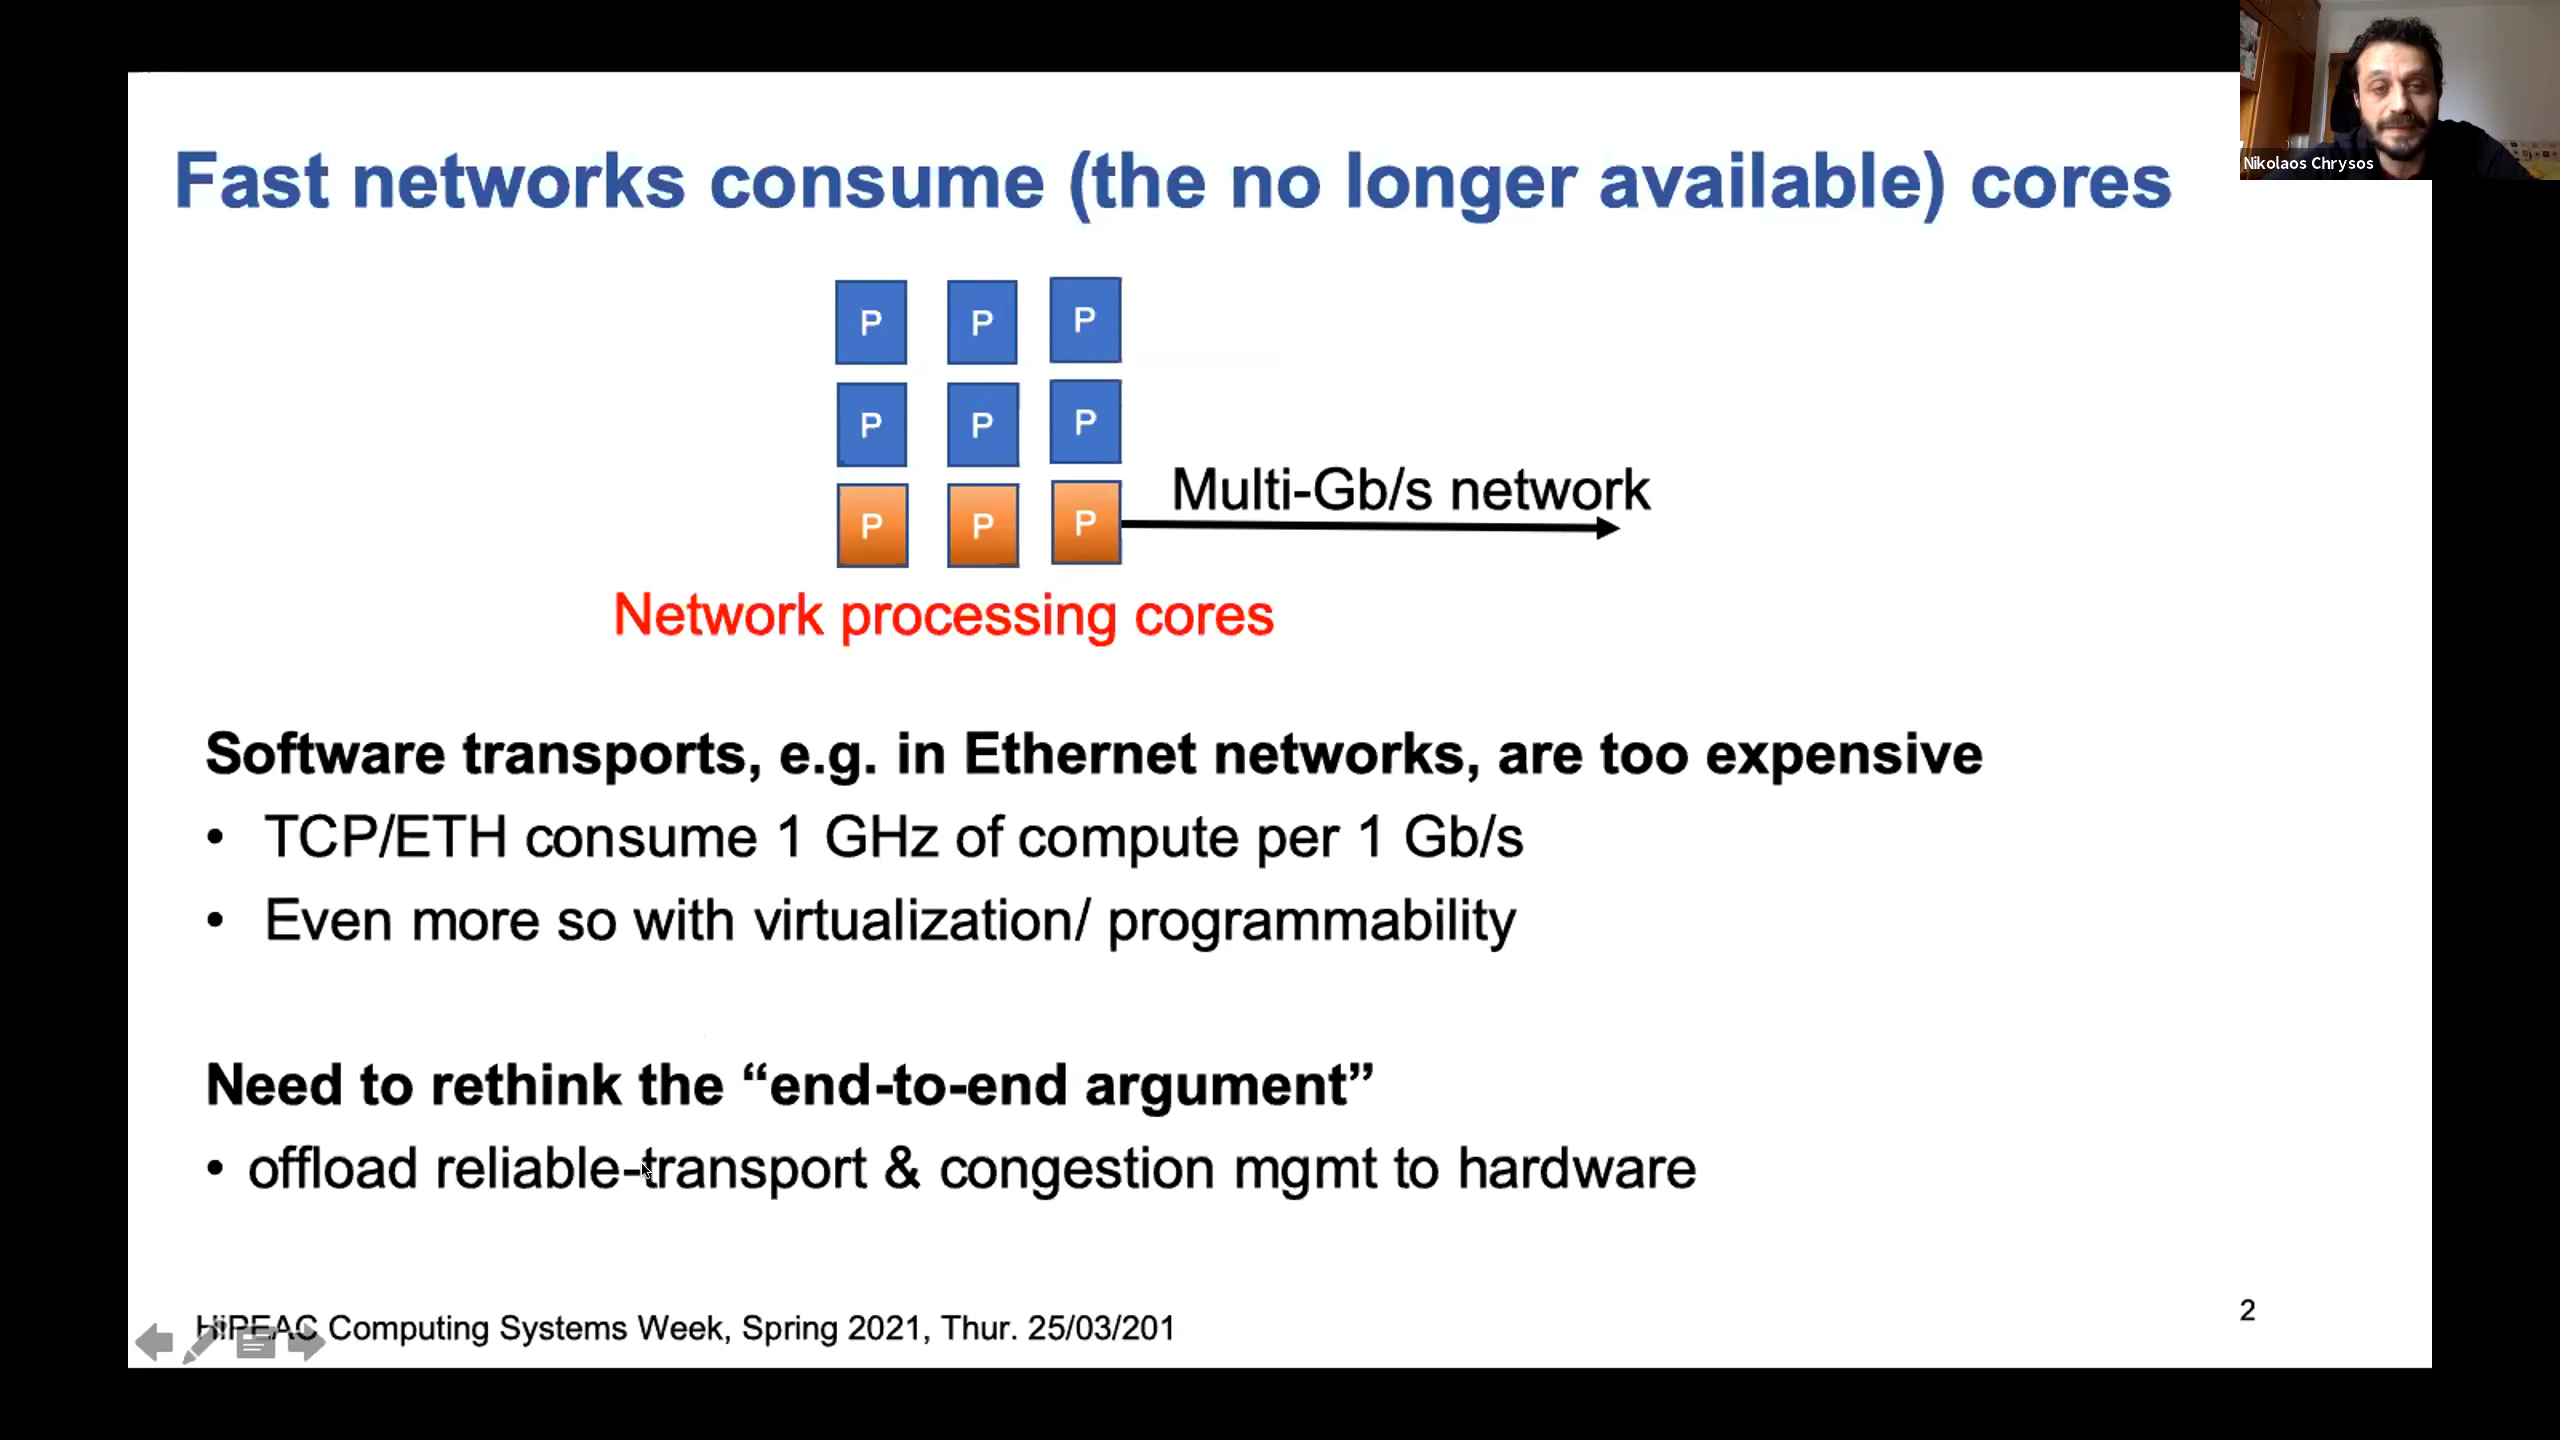 Fast networks consume (the no longer available) cores
Nikolaos Chrysos
P P P
P P P
P P P
Multi-Gb/s network
Network processing cores
Software transports, e.g. in Ethernet networks, are too expensive
• TCP/ETH consume 1 GHz of compute per 1 Gb/s
• Even more so with virtualization/ programmability
Need to rethink the “end-to-end argument”
• offload reliable-transport & congestion mgmt to hardware
HiPEAC Computing Systems Week, Spring 2021, Thur. 25/03/201
2